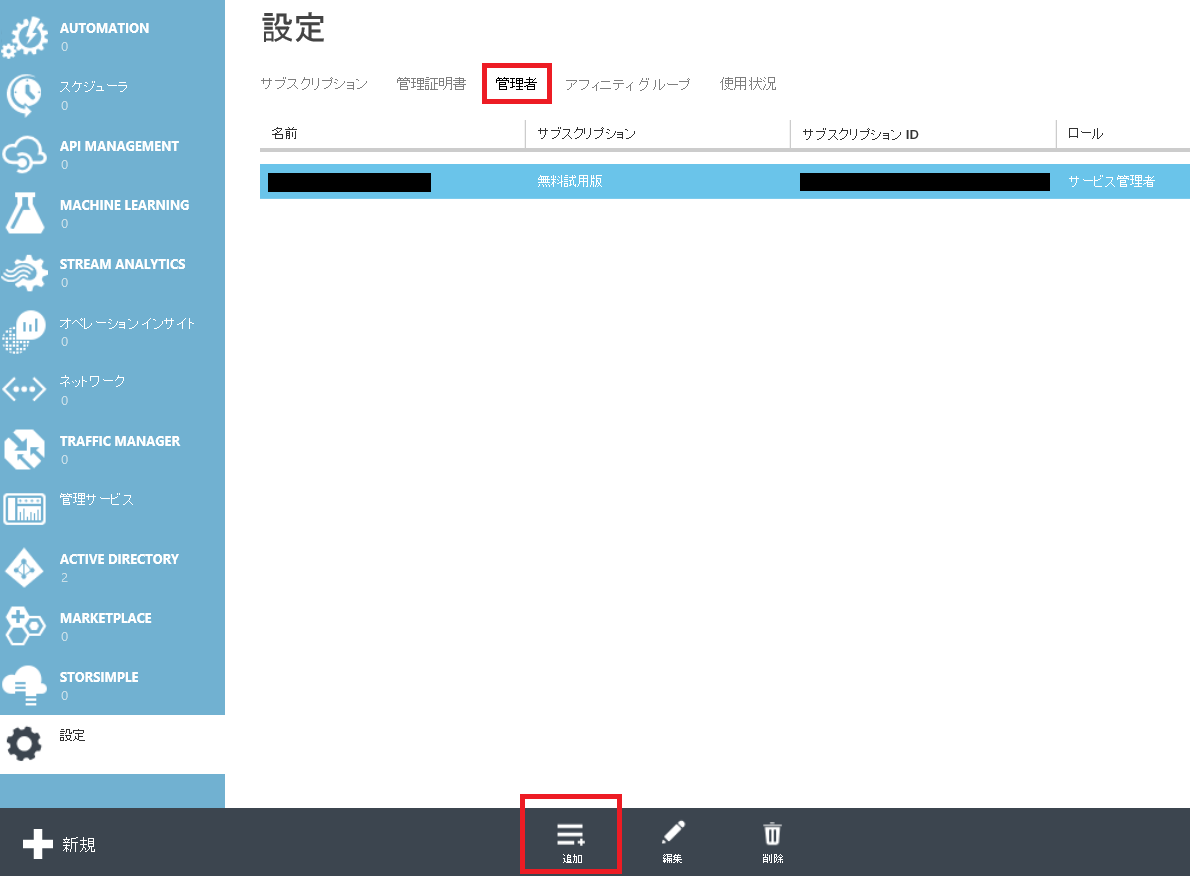 AUTOMATION
0
スケジューラ
0
API MANAGEMENT
0
MACHINE LEARNING
0
STREAM ANALYTICS
0
オペレーション インサイト
0
ネットワーク
0
TRAFFIC MANAGER
0
管理サービス
ACTIVE DIRECTORY
2
MARKETPLACE
0
STORSIMPLE
0
設定
設定
サブスクリプション 管理証明書 管理者 アフィニティ グループ 使用状況
名前 サブスクリプション サブスクリプション ID ロール
無料試用版 サービス管理者
新規 追加 編集 削除